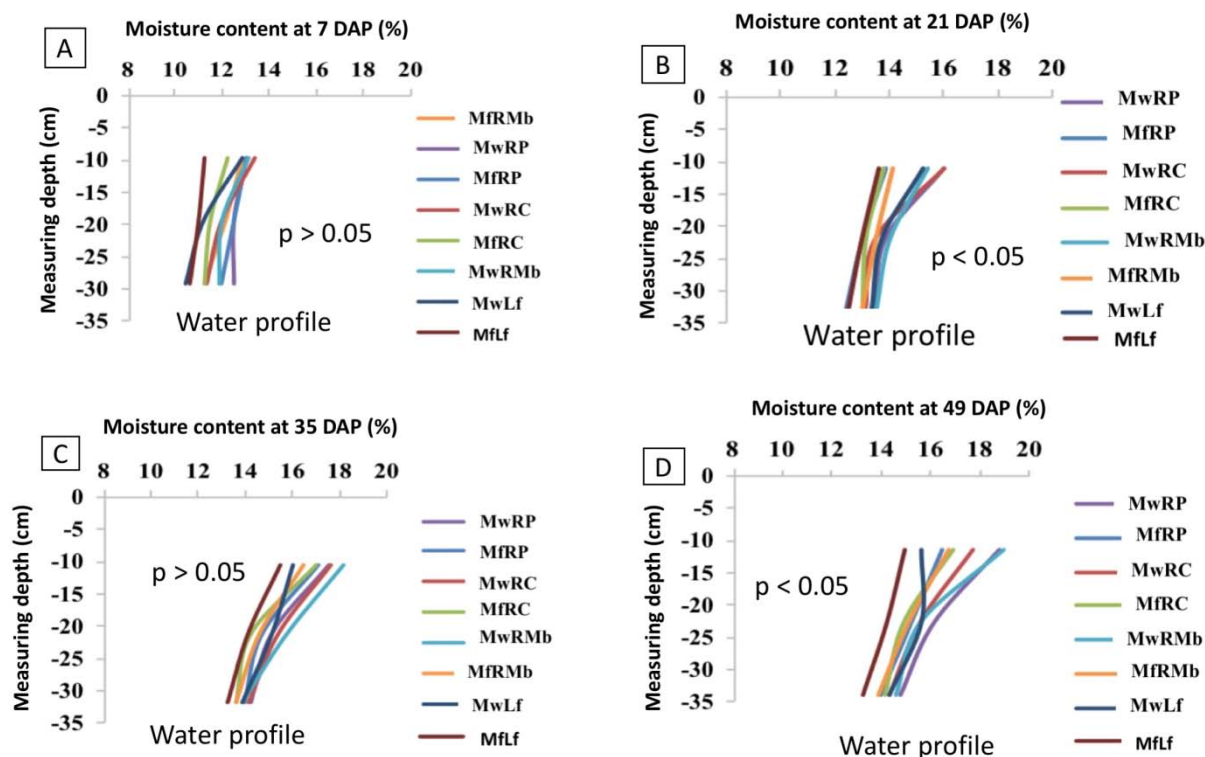 Moisture content at 7 DAP (%)
A
8 10 12 14 16 18 20
0
-5
-10
-15
-20
-25
-30
-35
Measuring depth (cm)
MfRMb
MwRP
MfRP
MwRC
MfRC
MwRMb
MwLf
MfLf
p > 0.05
Water profile
Moisture content at 21 DAP (%)
B
8 10 12 14 16 18 20
0
-5
-10
-15
-20
-25
-30
-35
Measuring depth (cm)
MwRP
MfRP
MwRC
MfRC
MwRMb
MfRMb
MwLf
MfLf
p < 0.05
Water profile
Moisture content at 35 DAP (%)
C
8 10 12 14 16 18 20
0
-5
-10
-15
-20
-25
-30
-35
Measuring depth (cm)
MwRP
MfRP
MwRC
MfRC
MwRMb
MfRMb
MwLf
MfLf
p > 0.05
Water profile
Moisture content at 49 DAP (%)
D
8 10 12 14 16 18 20
0
-5
-10
-15
-20
-25
-30
-35
Measuring depth (cm)
MwRP
MfRP
MwRC
MfRC
MwRMb
MfRMb
MwLf
MfLf
p < 0.05
Water profile